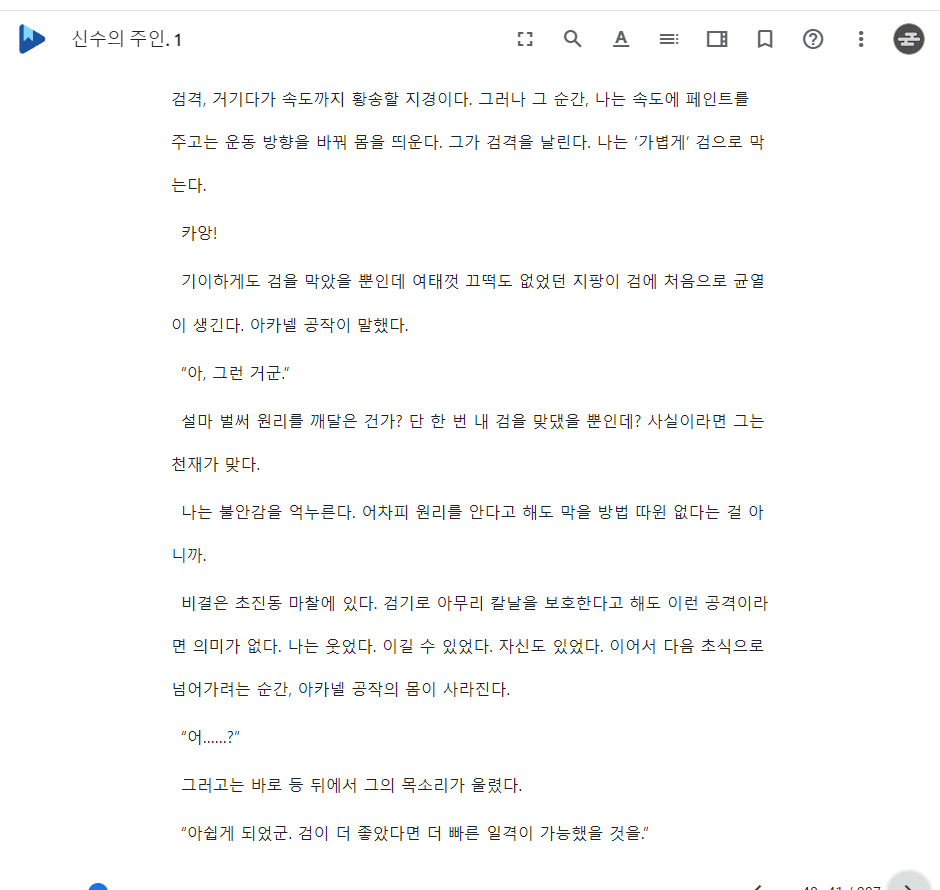 신수의 주인. 1
검격, 거기다가 속도까지 황송할 지경이다. 그러나 그 순간, 나는 속도에 페인트를
주고는 운동 방향을 바꿔 몸을 띄운다. 그가 검격을 날린다. 나는 ‘가볍게’ 검으로 막
는다.
카앙!
기이하게도 검을 막았을 뿐인데 여태껏 끄떡도 없었던 지팡이 검에 처음으로 균열
이 생긴다. 아카넬 공작이 말했다.
“아, 그런 거군.”
설마 벌써 원리를 깨달은 건가? 단 한 번 내 검을 맞댔을 뿐인데? 사실이라면 그는
천재가 맞다.
나는 불안감을 억누른다. 어차피 원리를 안다고 해도 막을 방법 따윈 없다는 걸 아
니까.
비결은 초진동 마찰에 있다. 검기로 아무리 칼날을 보호한다고 해도 이런 공격이라
면 의미가 없다. 나는 웃었다. 이길 수 있었다. 자신도 있었다. 이어서 다음 초식으로
넘어가려는 순간, 아카넬 공작의 몸이 사라진다.
“어......?”
그러고는 바로 등 뒤에서 그의 목소리가 울렸다.
“아쉽게 되었군. 검이 더 좋았다면 더 빠른 일격이 가능했을 것을.”